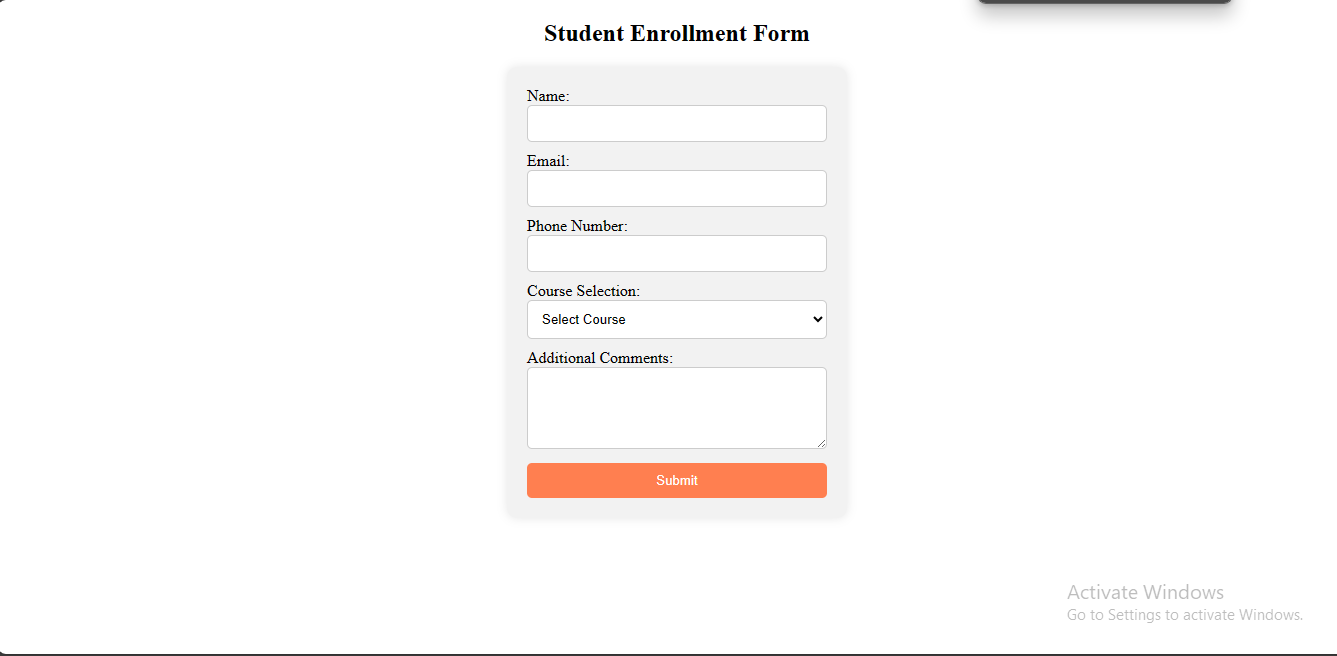 Student Enrollment Form
Name:
Email:
Phone Number:
Course Selection:
Select Course
Additional Comments:
Submit
Activate Windows
Go to Settings to activate Windows.